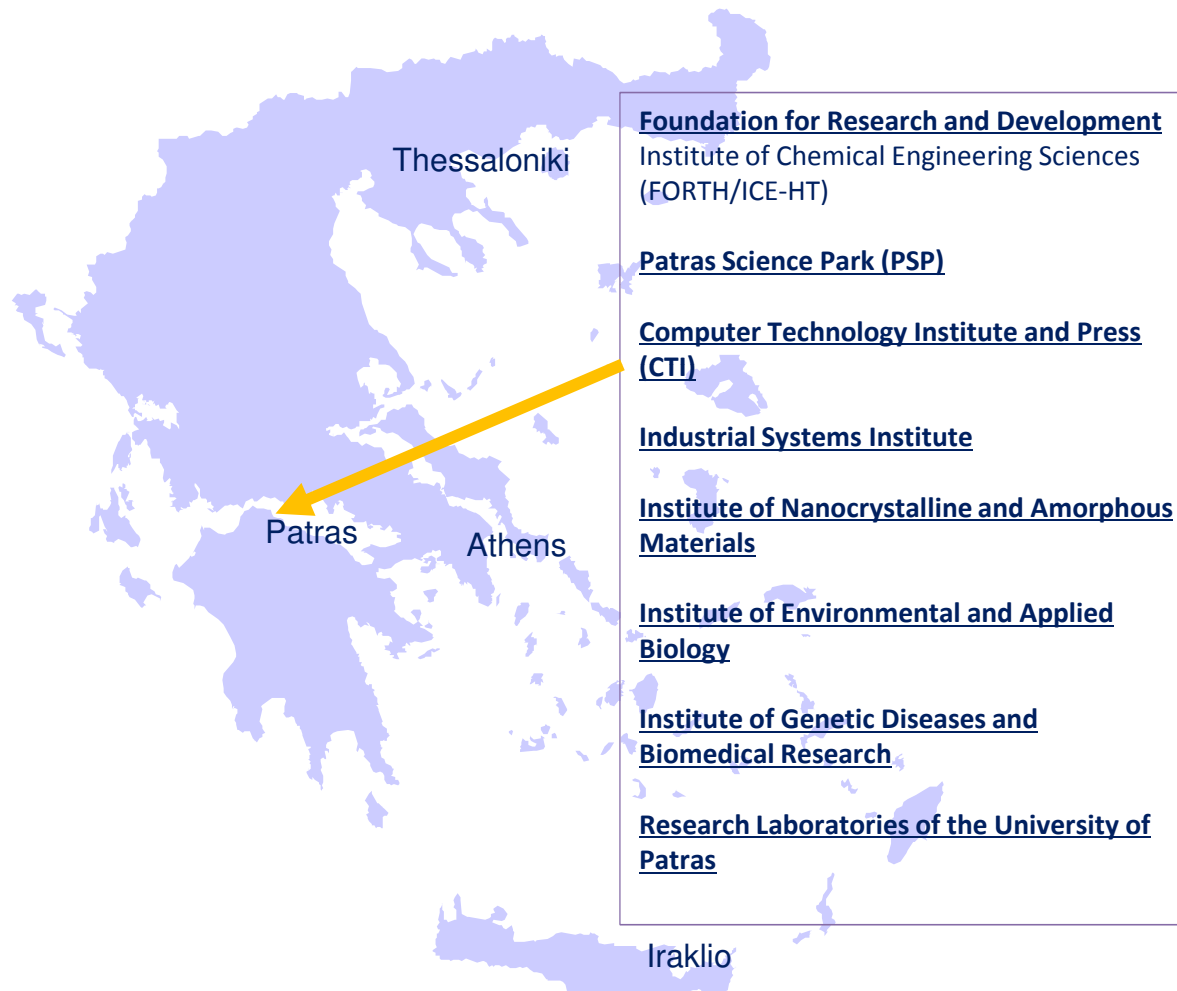 Thessaloniki
Patras
Athens
Iraklio
Foundation for Research and Development
Institute of Chemical Engineering Sciences
(FORTH/ICE-HT)
Patras Science Park (PSP)
Computer Technology Institute and Press
(CTI)
Industrial Systems Institute
Institute of Nanocrystalline and Amorphous
Materials
Institute of Environmental and Applied
Biology
Institute of Genetic Diseases and
Biomedical Research
Research Laboratories of the University of
Patras